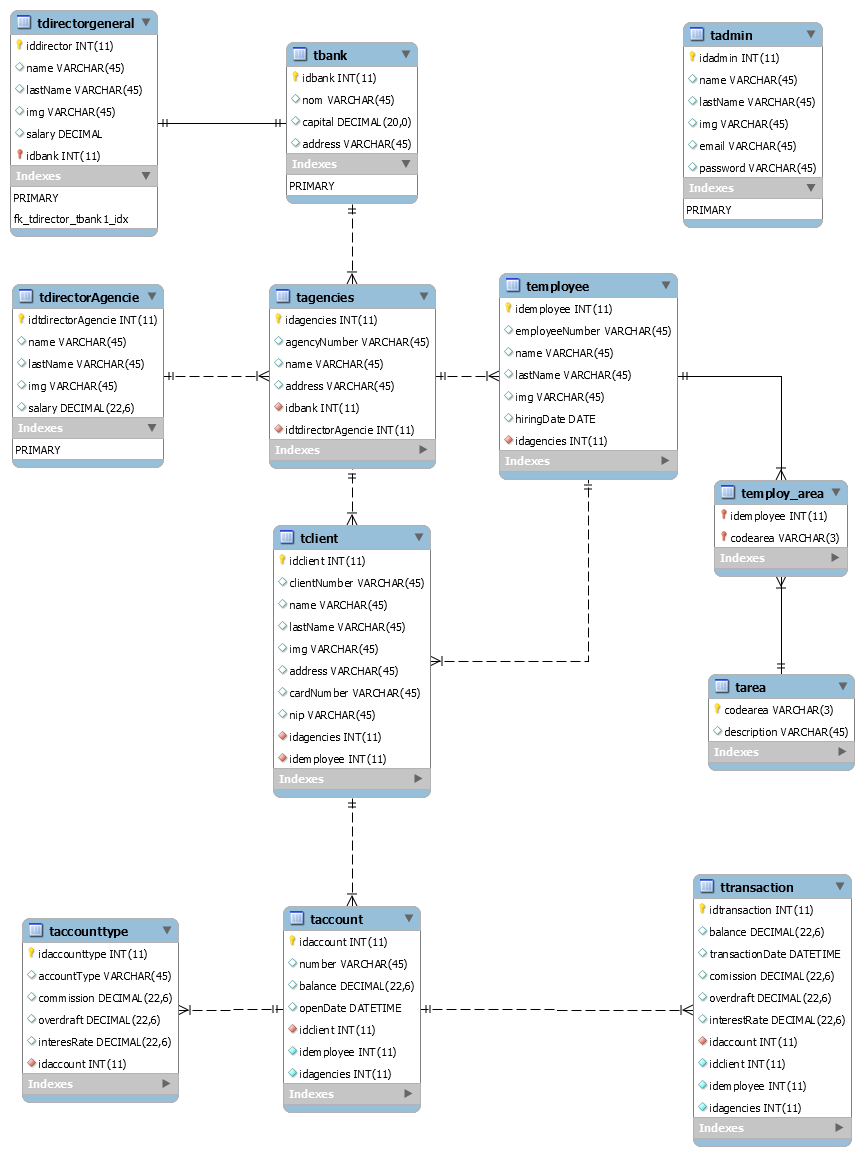 tdirectorgeneral
iddirector INT(11)
name VARCHAR(45)
lastName VARCHAR(45)
img VARCHAR(45)
salary DECIMAL
idbank INT(11)
Indexes
PRIMARY
fk_tdirector_tbank1_idx
tbank
idbank INT(11)
nom VARCHAR(45)
capital DECIMAL(20,0)
address VARCHAR(45)
Indexes
PRIMARY
tadmin
idadmin INT(11)
name VARCHAR(45)
lastName VARCHAR(45)
img VARCHAR(45)
email VARCHAR(45)
password VARCHAR(45)
Indexes
PRIMARY
tdirectorAgencie
idtdirectorAgencie INT(11)
name VARCHAR(45)
lastName VARCHAR(45)
img VARCHAR(45)
salary DECIMAL(22,6)
Indexes
PRIMARY
tagencies
idagencies INT(11)
agencyNumber VARCHAR(45)
name VARCHAR(45)
address VARCHAR(45)
idbank INT(11)
idtdirectorAgencie INT(11)
Indexes
temployee
idemployee INT(11)
employeeNumber VARCHAR(45)
name VARCHAR(45)
lastName VARCHAR(45)
img VARCHAR(45)
hiringDate DATE
idagencies INT(11)
Indexes
temploy_area
idemployee INT(11)
codearea VARCHAR(3)
Indexes
tclient
idclient INT(11)
clientNumber VARCHAR(45)
name VARCHAR(45)
lastName VARCHAR(45)
img VARCHAR(45)
address VARCHAR(45)
cardNumber VARCHAR(45)
nip VARCHAR(45)
idagencies INT(11)
idemployee INT(11)
Indexes
tarea
codearea VARCHAR(3)
description VARCHAR(45)
Indexes
taccounttype
idaccounttype INT(11)
accountType VARCHAR(45)
commission DECIMAL(22,6)
overdraft DECIMAL(22,6)
interesRate DECIMAL(22,6)
idaccount INT(11)
Indexes
taccount
idaccount INT(11)
number VARCHAR(45)
balance DECIMAL(22,6)
openDate DATETIME
idclient INT(11)
idemployee INT(11)
idagencies INT(11)
Indexes
ttransaction
idtransaction INT(11)
balance DECIMAL(22,6)
transactionDate DATETIME
comission DECIMAL(22,6)
overdraft DECIMAL(22,6)
interestRate DECIMAL(22,6)
idaccount INT(11)
idclient INT(11)
idemployee INT(11)
idagencies INT(11)
Indexes